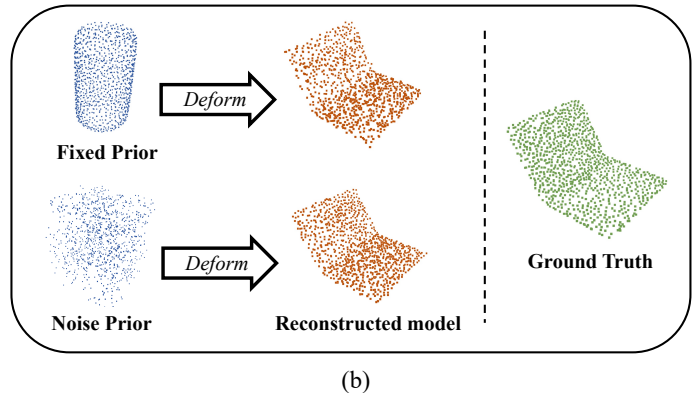 Deform
Fixed Prior
Deform
Noise Prior
Reconstructed model
Ground Truth
(b)